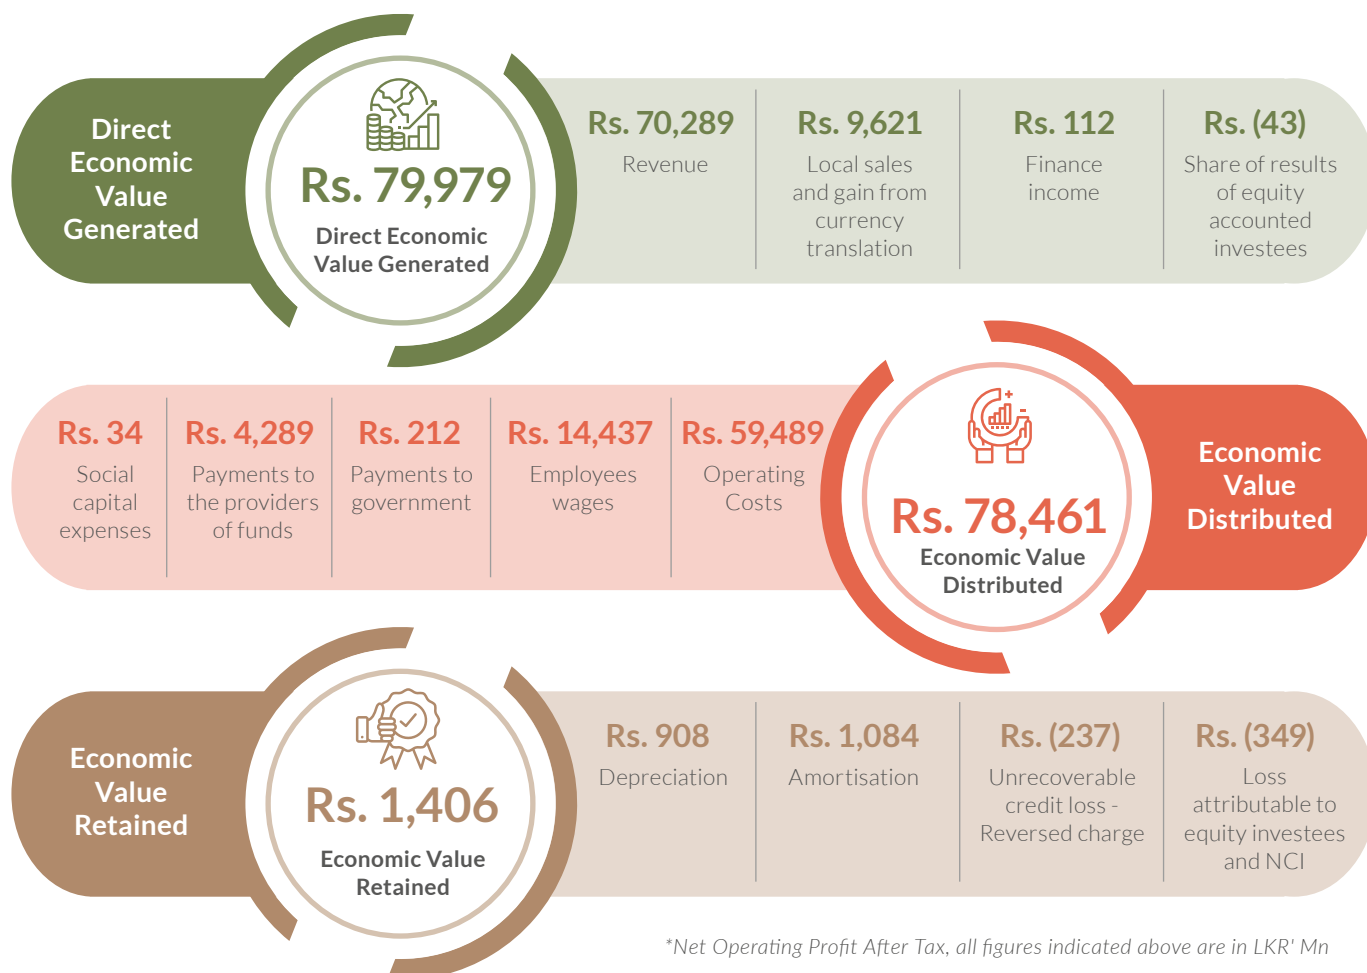 Direct
Economic
Value
Generated
Rs. 79,979
Direct Economic
Value Generated
Rs. 70,289
Revenue
Rs. 9,621
Local sales
and gain from
currency
translation
Rs. 112
Finance
income
Rs. (43)
Share of results
of equity
accounted
investees
Rs. 34
Social
capital
expenses
Rs. 4,289
Payments to
the providers
of funds
Rs. 212
Payments to
government
Rs. 14,437
Employees
wages
Rs. 59,489
Operating
Costs
Rs. 78,461
Economic Value
Distributed
Economic
Value
Distributed
Economic
Value
Retained
Rs. 1,406
Economic Value
Retained
Rs. 908
Depreciation
Rs. 1,084
Amortisation
Rs. (237)
Unrecoverable
credit loss -
Reversed charge
Rs. (349)
Loss
attributable to
equity investees
and NCI
*Net Operating Profit After Tax, all figures indicated above are in LKR' Mn